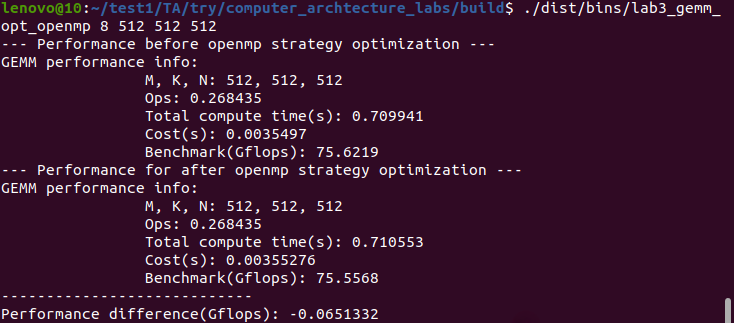 lenovo@10:~/test1/TA/try/computer_archtecture_labs/build$ ./dist/bins/lab3_gemm_
opt_openmp 8 512 512 512
--- Performance before openmp strategy optimization ---
GEMM performance info:
M, K, N: 512, 512, 512
Ops: 0.268435
Total compute time(s): 0.709941
Cost(s): 0.0035497
Benchmark(Gflops): 75.6219
--- Performance for after openmp strategy optimization ---
GEMM performance info:
M, K, N: 512, 512, 512
Ops: 0.268435
Total compute time(s): 0.710553
Cost(s): 0.00355276
Benchmark(Gflops): 75.5568
----------------------------
Performance difference(Gflops): -0.0651332